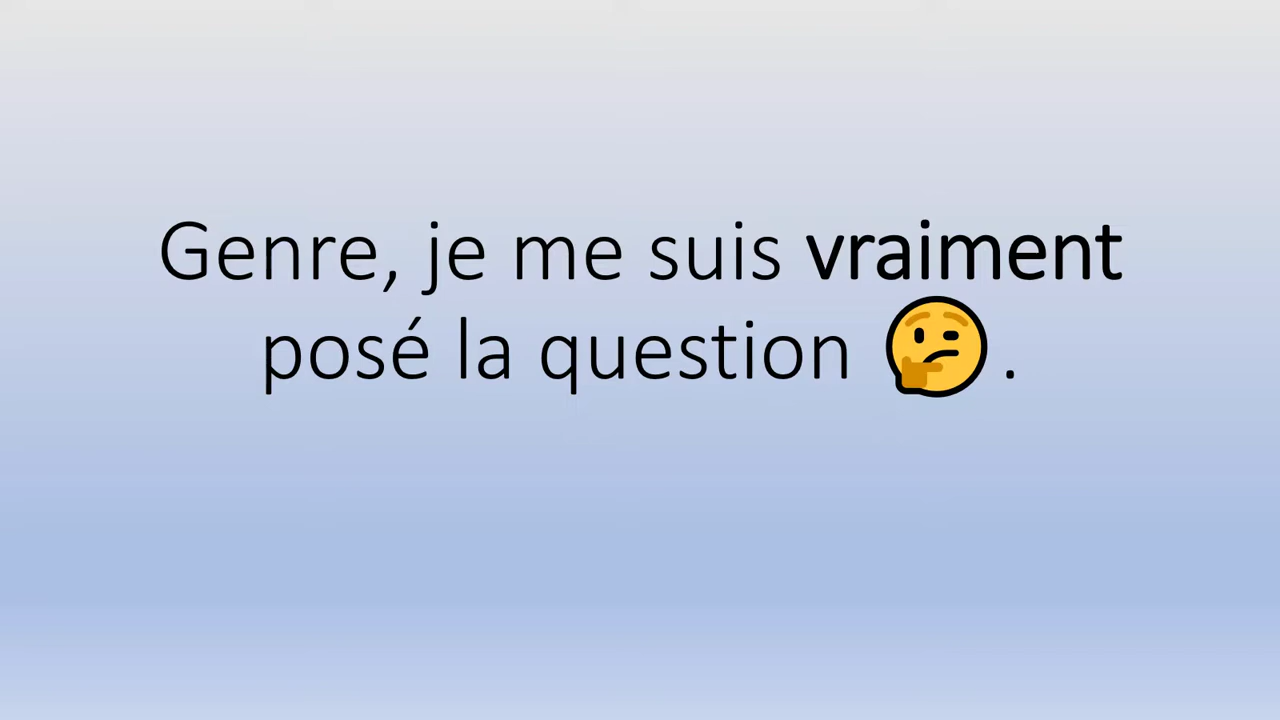 Genre, je me suis vraiment
posé la question 🤔.